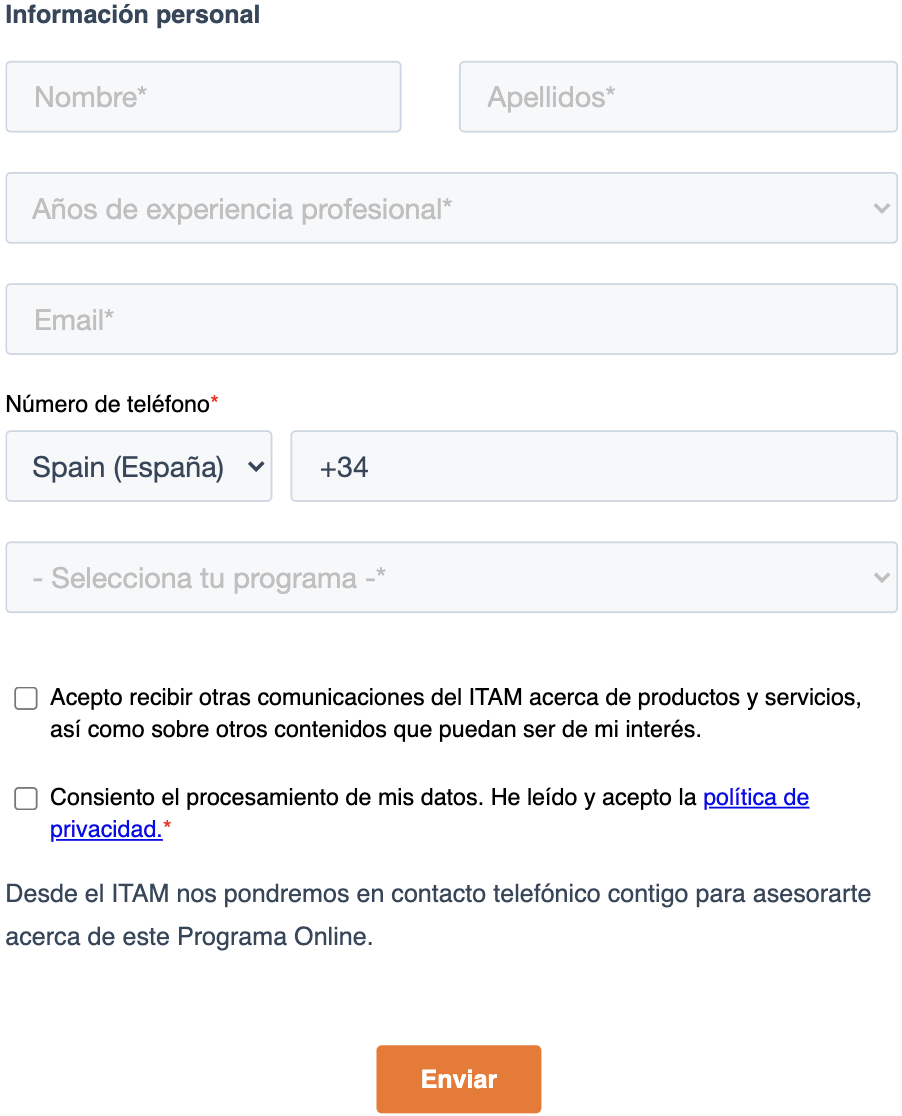 Información personal
Nombre*
Apellidos*
Años de experiencia profesional*
Email*
Número de teléfono*
Spain (España)
+34
- Selecciona tu programa -*
Acepto recibir otras comunicaciones del ITAM acerca de productos y servicios,
así como sobre otros contenidos que puedan ser de mi interés.
Consiento el procesamiento de mis datos. He leído y acepto la política de
privacidad.*
Desde el ITAM nos pondremos en contacto telefónico contigo para asesorarte
acerca de este Programa Online.
Enviar